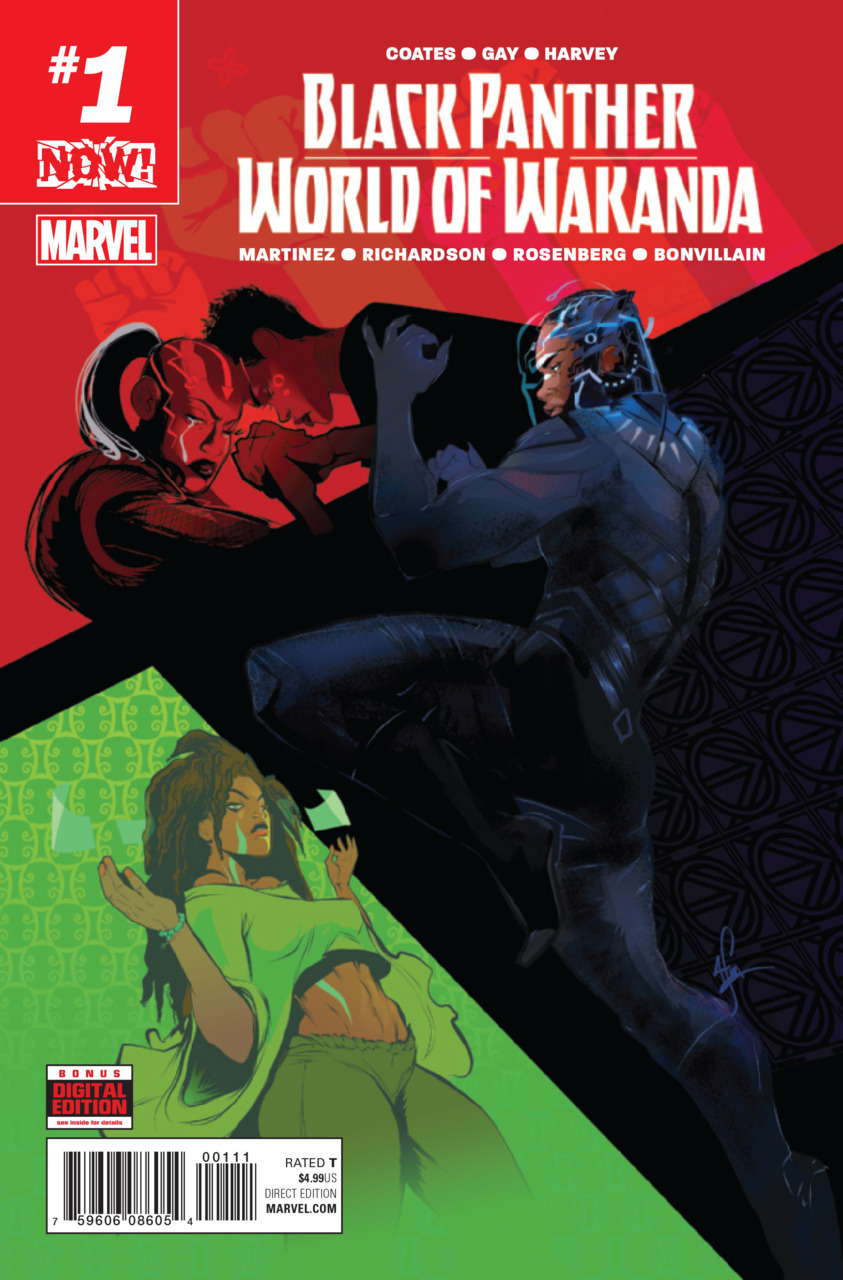 #1
NOW!
MARVEL
COATES ● GAY ● HARVEY
BLACK PANTHER
WORLD OF WAKANDA
MARTINEZ ● RICHARDSON ● ROSENBERG ● BONVILLAIN
BONUS
DIGITAL
EDITION
see inside for details
00111
7 59606 08605 4
RATED T
$4.99US
DIRECT EDITION
MARVEL.COM